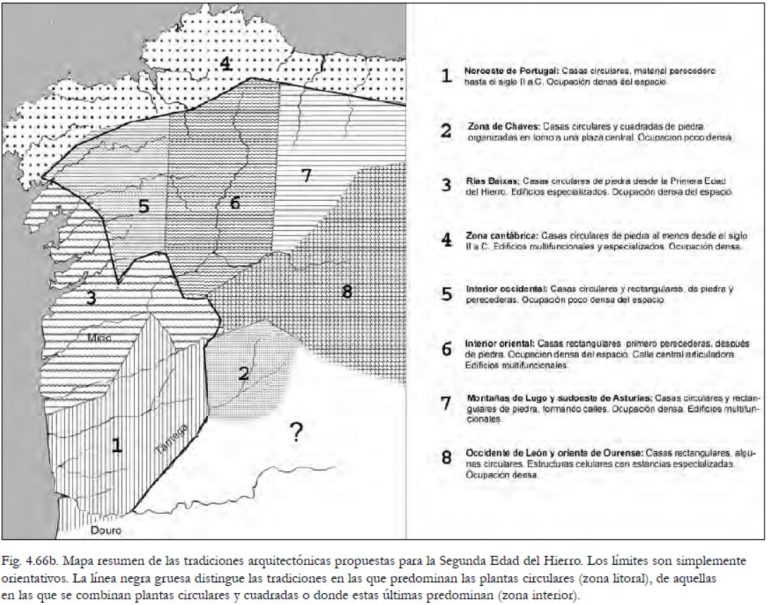 4
7
5
6
8
3
Miño
2
1
Támega
?
Douro
1 Noroeste de Portugal: Casas circulares, material perecedero
hasta el siglo II a.C. Ocupación densa del espacio
2 Zona de Chaves: Casas circulares y cuadradas de piedra
organizadas en torno a una plaza central. Ocupacion poco densa
3 Rías Baixas: Casas circulares de piedra desde la Primera Edad
del Hierro. Edificios especializados. Ocupación densa del espacio
4 Zona cantábrica: Casas circulares de piedra al menos desde el siglo
II a C. Edificios multifuncionales y especializados. Ocupación densa.
5 Interior occidental: Casas circulares y rectangulares, de piedra y
perecederas. Ocupación poco densa del espacio
6 Interior oriental: Casas rectangulares primero perecederas, después
de piedra. Ocupacion densa del espacio. Calle central articuladora
Edificios multifuncionales.
7 Montañas de Lugo y sudoeste de Asturias: Casas circulares y rectan-
gulares de piedra, formando calles. Ocupación densa. Edificios multifun-
cionales.
8 Occidente de León y oriente de Ourense: Casas rectangulares, algu-
nas circulares. Estructuras celulares con estancias especializadas.
Ocupación densa.
Fig. 4.66b. Mapa resumen de las tradiciones arquitectónicas propuestas para la Segunda Edad del Hierro. Los límites son simplemente
orientativos. La línea negra gruesa distingue las tradiciones en las que predominan las plantas circulares (zona litoral), de aquellas
en las que se combinan plantas circulares y cuadradas o donde estas últimas predominan (zona interior).